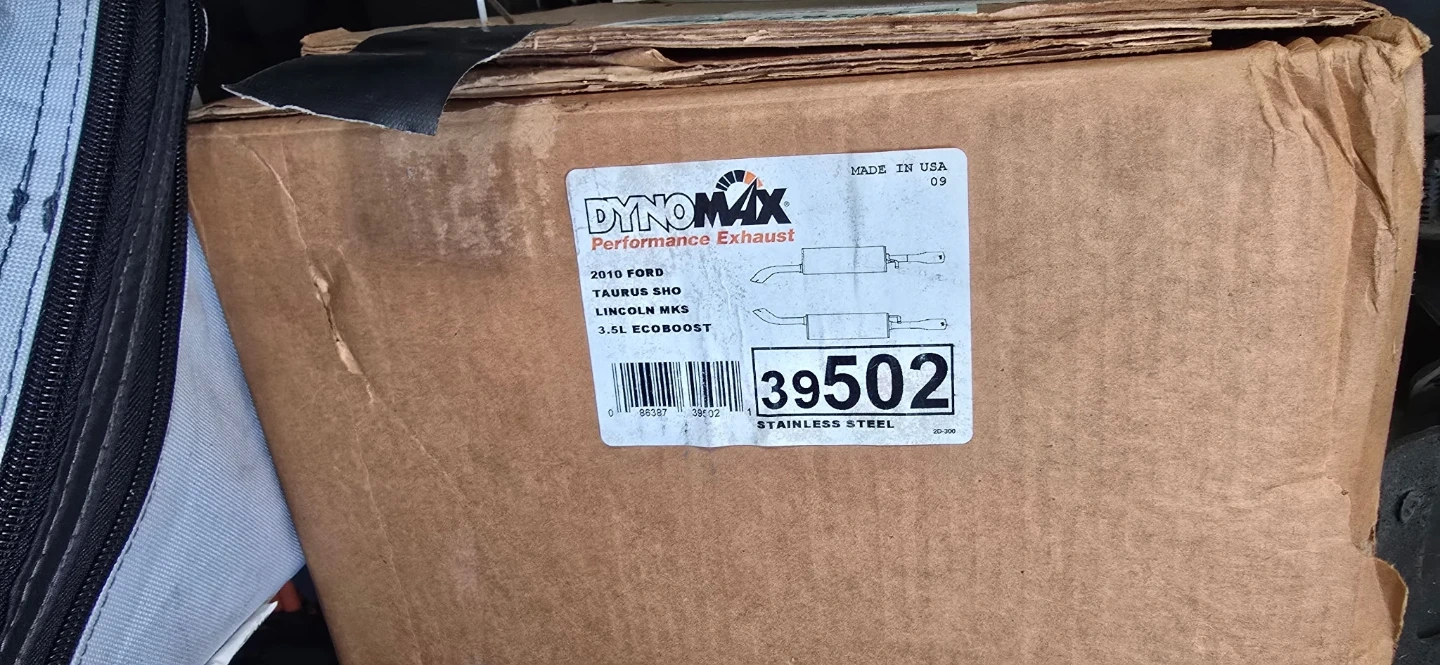 DYNOMAX®
Performance Exhaust
MADE IN USA
09
2010 FORD
TAURUS SHO
LINCOLN MKS
3.5L ECOBOOST
39502
0 86387 39502 1
STAINLESS STEEL
2D-300